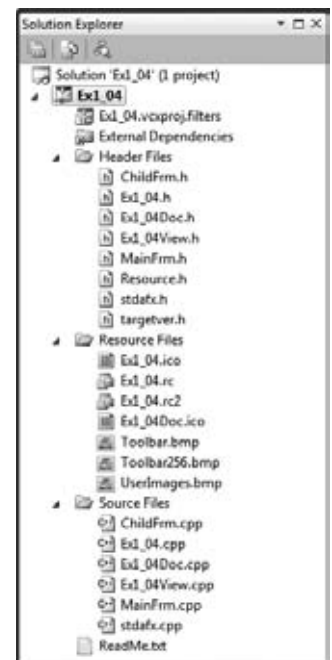 Solution Explorer
Solution 'Ex1_04' (1 project)
Ex1_04
Ex1_04.vcxproj.filters
External Dependencies
Header Files
ChildFrm.h
Ex1_04.h
Ex1_04Doc.h
Ex1_04View.h
MainFrm.h
Resource.h
stdafx.h
targetver.h
Resource Files
Ex1_04.ico
Ex1_04.rc
Ex1_04.rc2
Ex1_04Doc.ico
Toolbar.bmp
Toolbar256.bmp
UserImages.bmp
Source Files
ChildFrm.cpp
Ex1_04.cpp
Ex1_04Doc.cpp
Ex1_04View.cpp
MainFrm.cpp
stdafx.cpp
ReadMe.txt